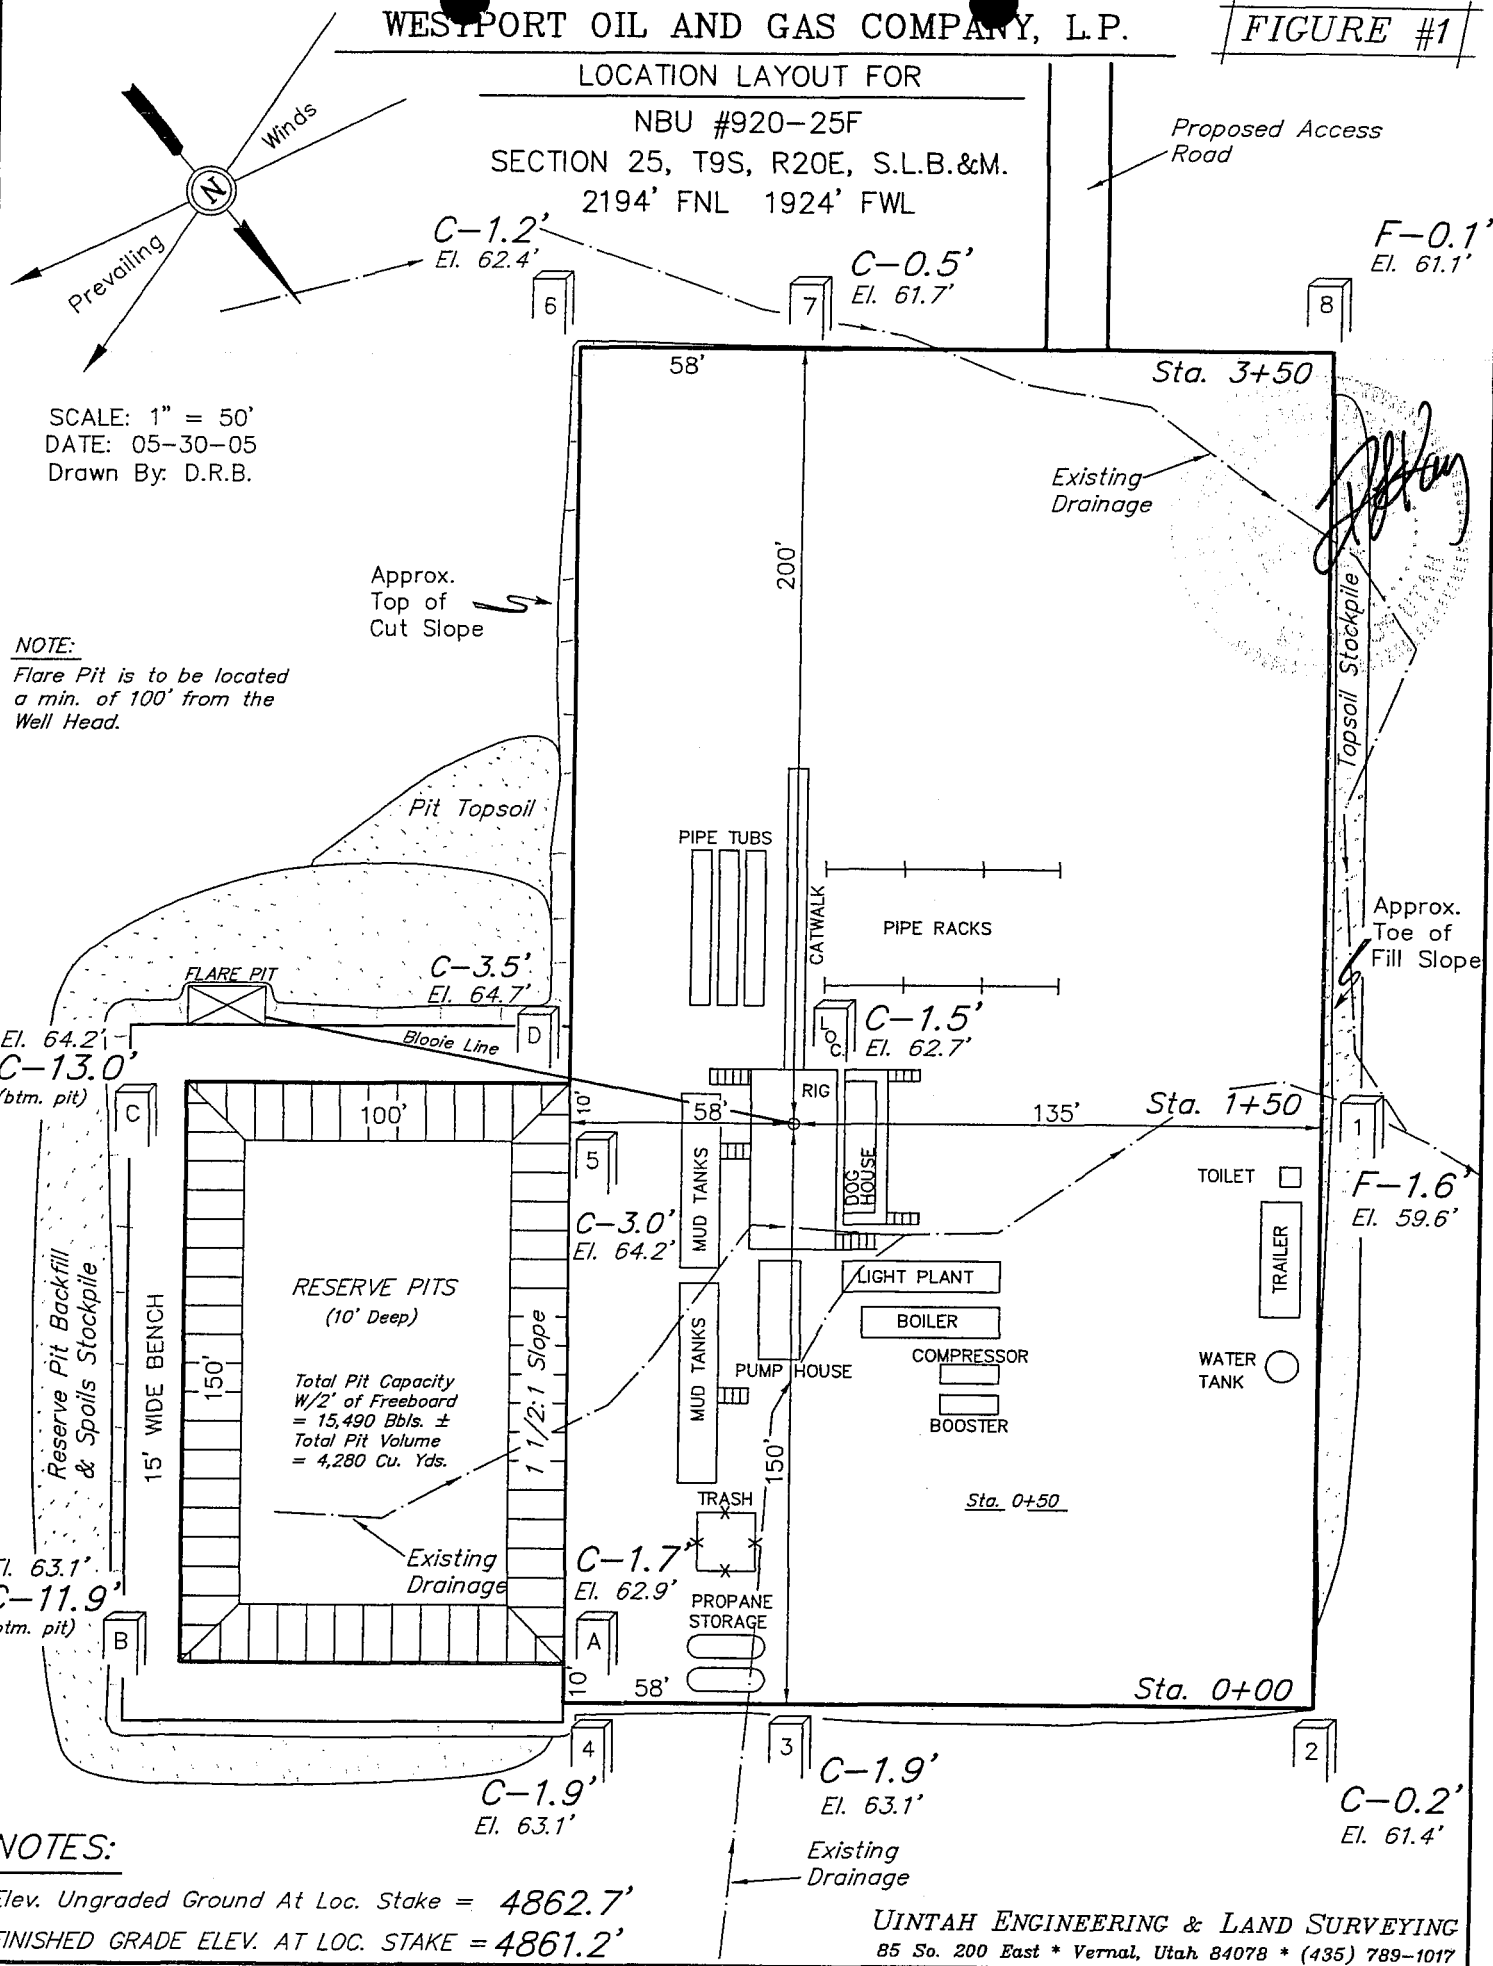 WESTPORT OIL AND GAS COMPANY, L.P.
FIGURE #1
LOCATION LAYOUT FOR
NBU #920-25F
SECTION 25, T9S, R20E, S.L.B.&M.
2194' FNL 1924' FWL
Proposed Access
Road
Winds
N
Prevailing
SCALE: 1" = 50'
DATE: 05-30-05
Drawn By: D.R.B.
C-1.2'
El. 62.4'
6
C-0.5'
El. 61.7'
7
F-0.1'
El. 61.1'
8
58'
Sta. 3+50
Existing
Drainage
200'
Approx.
Top of
Cut Slope
Topsoil Stockpile
NOTE:
Flare Pit is to be located
a min. of 100' from the
Well Head.
Pit Topsoil
PIPE TUBS
CATWALK
PIPE RACKS
Approx.
Toe of
Fill Slope
FLARE PIT
C-3.5'
El. 64.7'
D
Blooie Line
LOC.
C-1.5'
El. 62.7'
El. 64.2'
C-13.0'
(btm. pit)
C
100'
10'
58'
RIG
135'
Sta. 1+50
1
F-1.6'
El. 59.6'
5
C-3.0'
El. 64.2'
MUD TANKS
DOG
HOUSE
TOILET
TRAILER
LIGHT PLANT
BOILER
COMPRESSOR
BOOSTER
PUMP HOUSE
MUD TANKS
WATER
TANK
Reserve Pit Backfill
& Spoils Stockpile
15' WIDE BENCH
150'
RESERVE PITS
(10' Deep)
Total Pit Capacity
W/2' of Freeboard
= 15,490 Bbls. ±
Total Pit Volume
= 4,280 Cu. Yds.
1 1/2:1 Slope
150'
Sta. 0+50
TRASH
Existing
Drainage
C-1.7'
El. 62.9'
PROPANE
STORAGE
El. 63.1'
C-11.9'
(btm. pit)
B
A
10
58'
Sta. 0+00
4
C-1.9'
El. 63.1'
3
C-1.9'
El. 63.1'
2
C-0.2'
El. 61.4'
Existing
Drainage
NOTES:
Elev. Ungraded Ground At Loc. Stake = 4862.7'
FINISHED GRADE ELEV. AT LOC. STAKE = 4861.2'
UINTAH ENGINEERING & LAND SURVEYING
85 So. 200 East * Vernal, Utah 84078 * (435) 789-1017